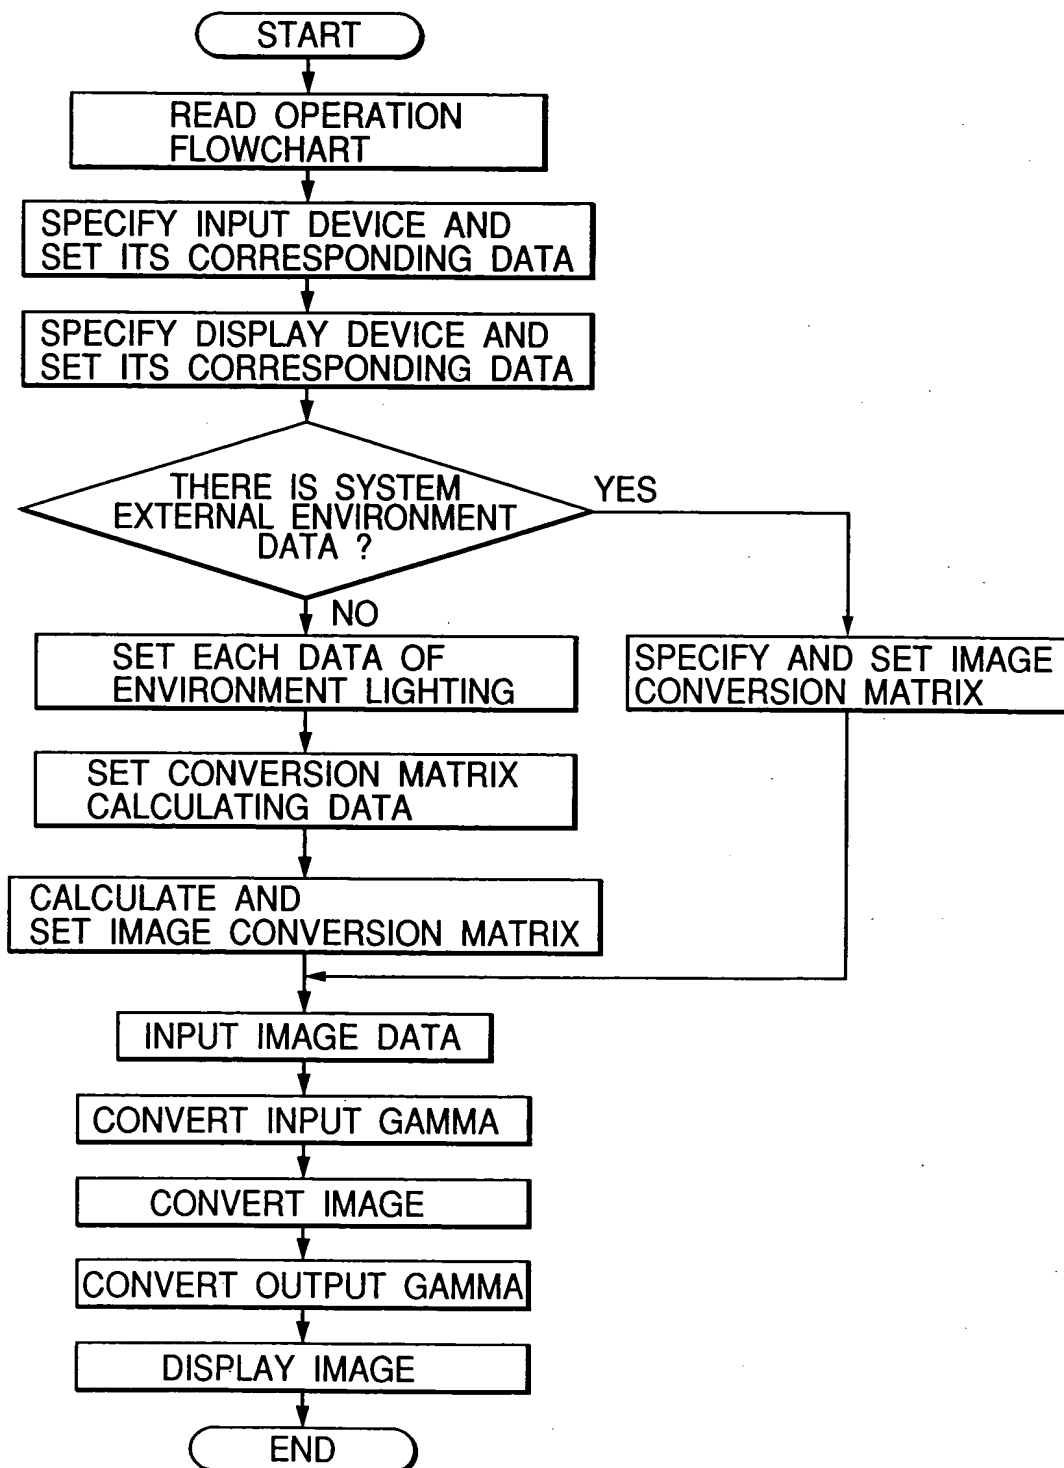 START
READ OPERATION
FLOWCHART
SPECIFY INPUT DEVICE AND
SET ITS CORRESPONDING DATA
SPECIFY DISPLAY DEVICE AND
SET ITS CORRESPONDING DATA
THERE IS SYSTEM
EXTERNAL ENVIRONMENT
DATA ?
YES
NO
SET EACH DATA OF
ENVIRONMENT LIGHTING
SPECIFY AND SET IMAGE
CONVERSION MATRIX
SET CONVERSION MATRIX
CALCULATING DATA
CALCULATE AND
SET IMAGE CONVERSION MATRIX
INPUT IMAGE DATA
CONVERT INPUT GAMMA
CONVERT IMAGE
CONVERT OUTPUT GAMMA
DISPLAY IMAGE
END